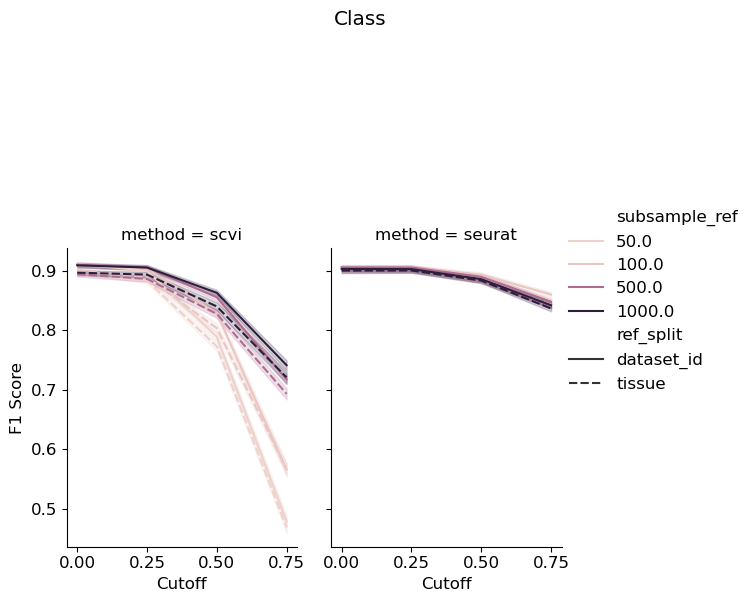 Class
method = scvi
method = seurat
F1 Score
0.9
0.8
0.7
0.6
0.5
0.00 0.25 0.50 0.75
0.00 0.25 0.50 0.75
Cutoff
Cutoff
subsample_ref
50.0
100.0
500.0
1000.0
ref_split
dataset_id
tissue